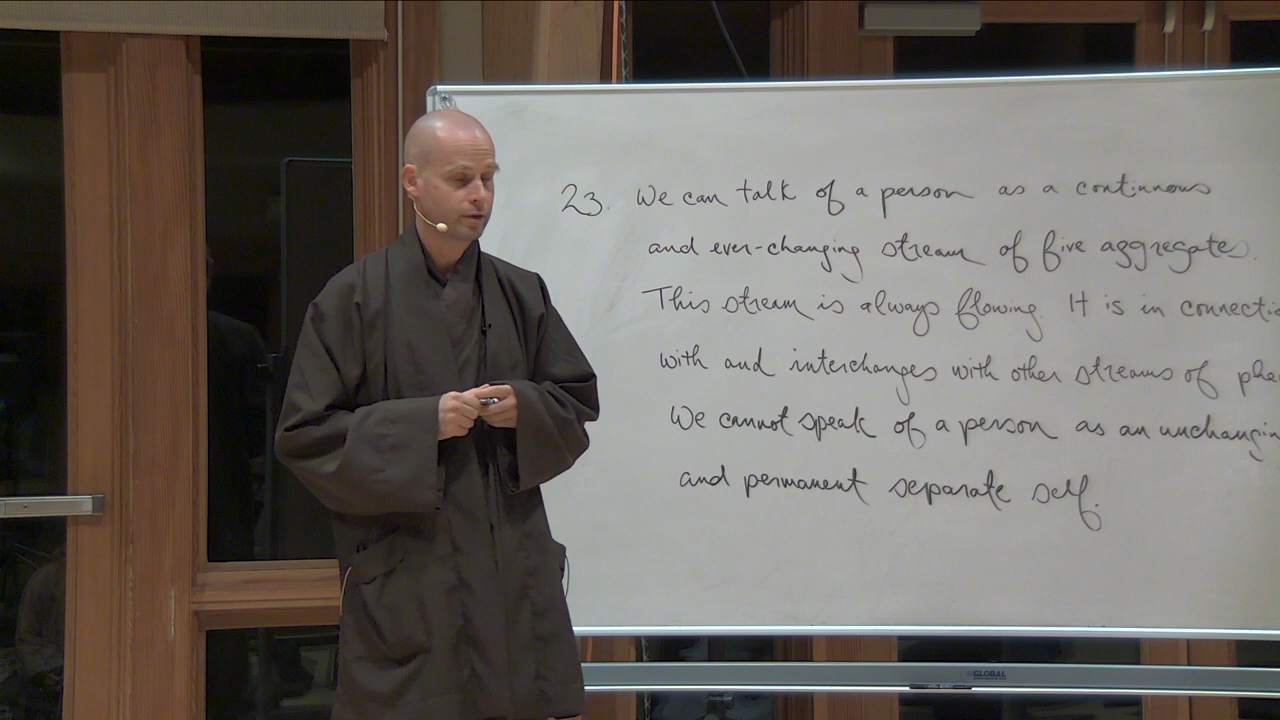 23. We can talk of a person as a continuous
and ever-changing stream of five aggregates.
This stream is always flowing. It is in connecti
with and interchanges with other streams of phe
We cannot speak of a person as an unchangin
and permanent separate self.
GLOBAL